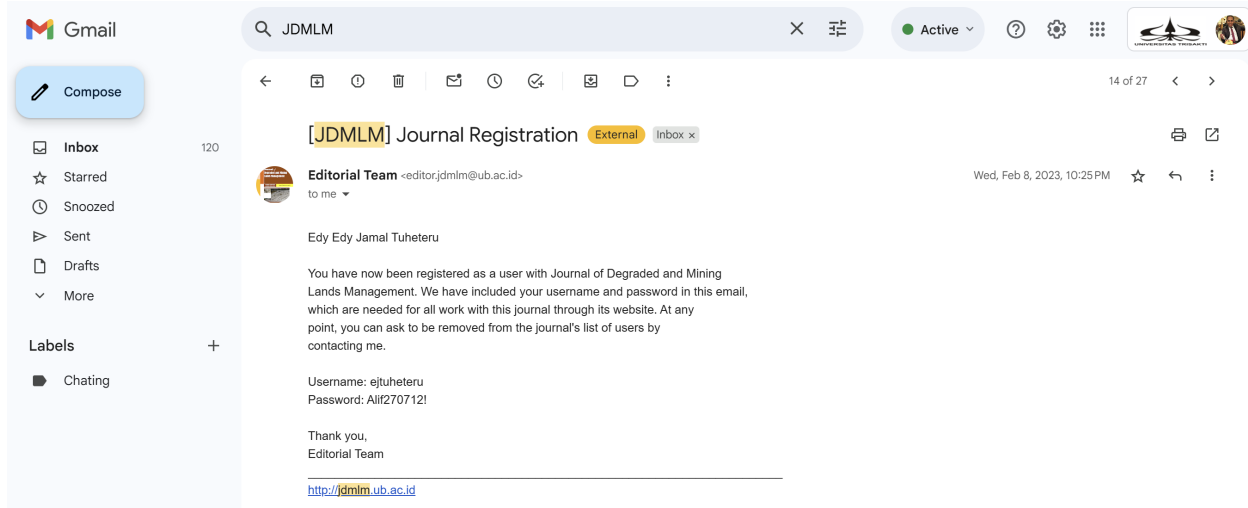 Gmail
JDMLM
Active
UNIVERSITAS TRISAKTI
Compose
14 of 27
[JDMLM] Journal Registration External Inbox x
Inbox 120
Starred
Snoozed
Sent
Drafts
More
Labels
Chating
Editorial Team <editor.jdmlm@ub.ac.id> Wed, Feb 8, 2023, 10:25 PM
to me
Edy Edy Jamal Tuheteru
You have now been registered as a user with Journal of Degraded and Mining
Lands Management. We have included your username and password in this email,
which are needed for all work with this journal through its website. At any
point, you can ask to be removed from the journal's list of users by
contacting me.
Username: ejtuheteru
Password: Alif270712!
Thank you,
Editorial Team
http://jdmlm.ub.ac.id